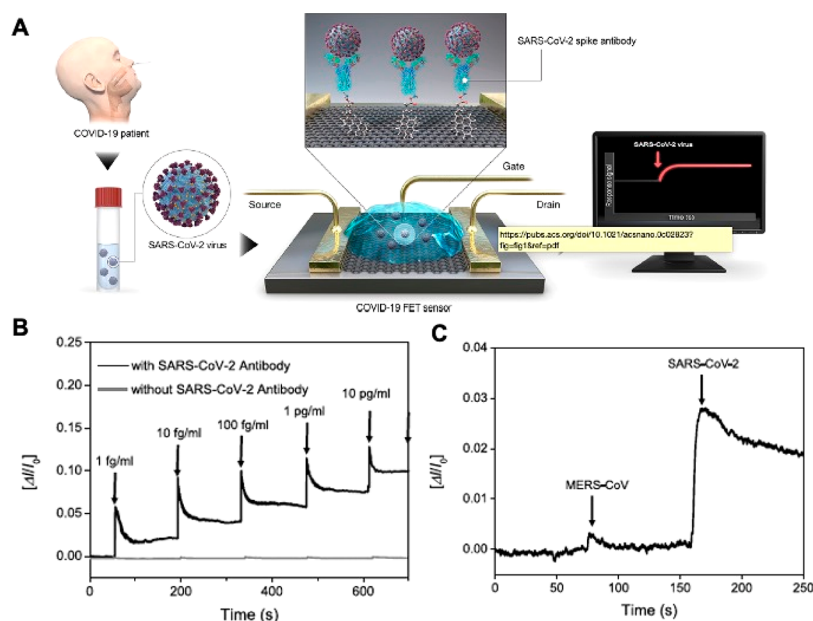 A
COVID-19 patient
SARS-CoV-2 virus
SARS-CoV-2 spike antibody
Source
Gate
Drain
COVID-19 FET sensor
https://pubs.acs.org/doi/10.1021/acsnano.0c02823?
fig=fig1&ref=pdf
SARS-CoV-2 virus
Response signal
Time (s)
B
0.25
0.20
0.15
0.10
0.05
0.00
[ΔI/I0]
with SARS-CoV-2 Antibody
without SARS-CoV-2 Antibody
1 fg/ml
10 fg/ml
100 fg/ml
1 pg/ml
10 pg/ml
0 200 400 600
Time (s)
C
0.04
0.03
0.02
0.01
0.00
[ΔI/I0]
MERS-CoV
SARS-CoV-2
0 50 100 150 200 250
Time (s)